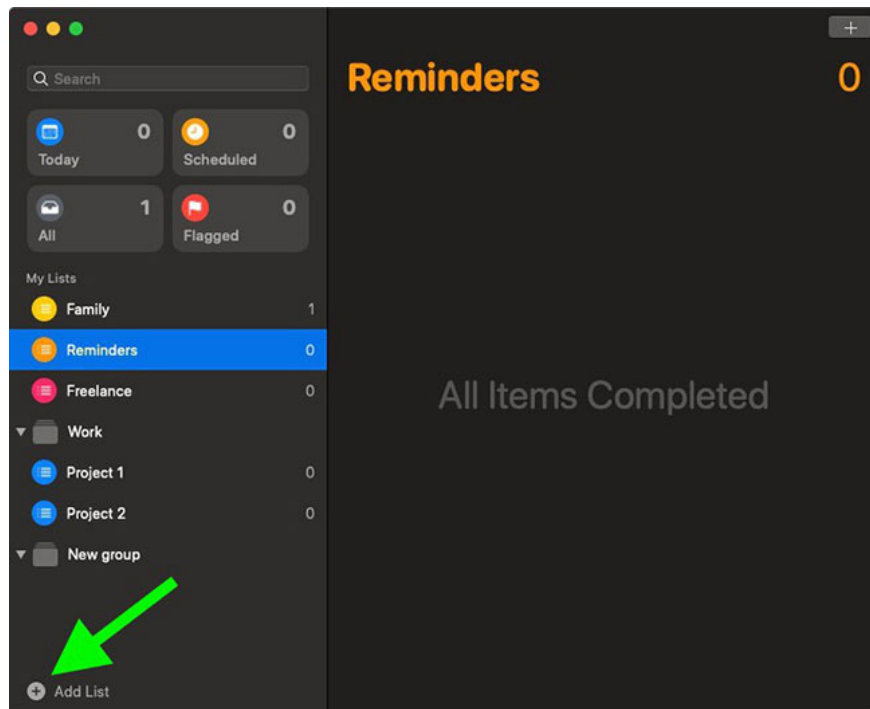 Search
0
Today
0
Scheduled
1
All
0
Flagged
My Lists
Family 1
Reminders 0
Freelance 0
Work
Project 1 0
Project 2 0
New group
Add List
Reminders 0
All Items Completed